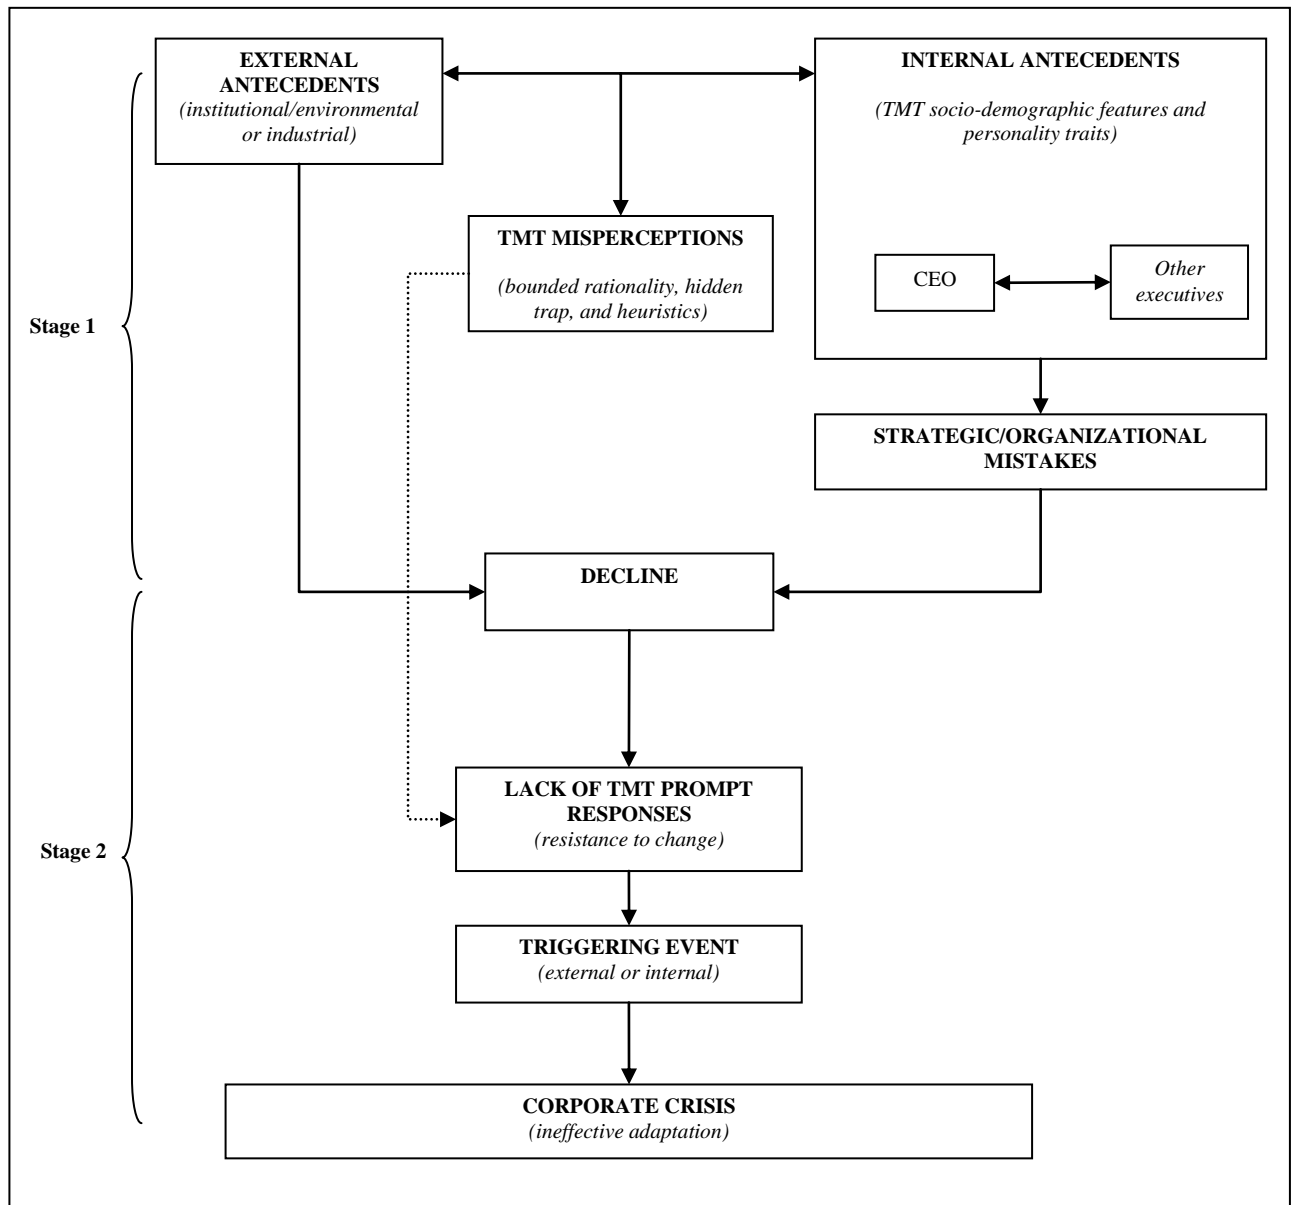 EXTERNAL
ANTECEDENTS
(institutional/environmental
or industrial)
INTERNAL ANTECEDENTS
(TMT socio-demographic features and
personality traits)
TMT MISPERCEPTIONS
(bounded rationality, hidden
trap, and heuristics)
CEO
Other
executives
Stage 1
STRATEGIC/ORGANIZATIONAL
MISTAKES
DECLINE
LACK OF TMT PROMPT
RESPONSES
(resistance to change)
Stage 2
TRIGGERING EVENT
(external or internal)
CORPORATE CRISIS
(ineffective adaptation)